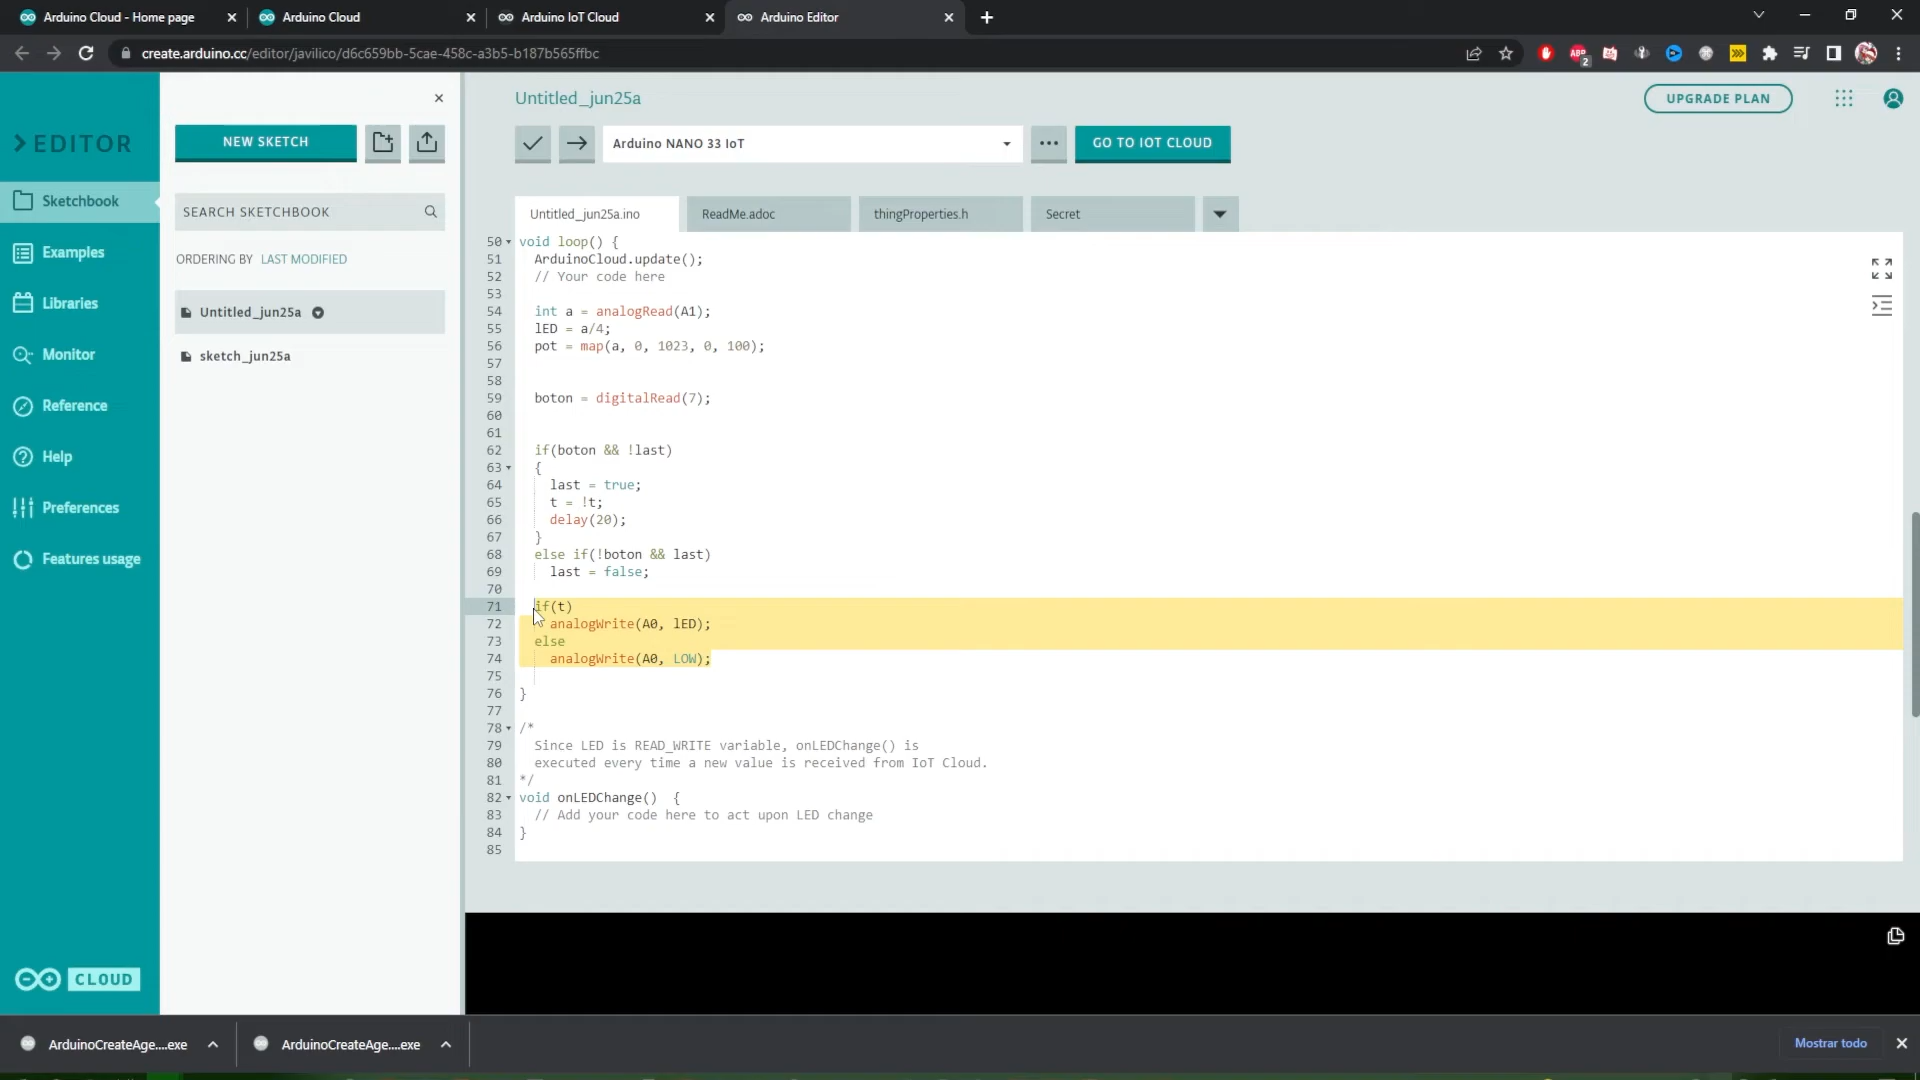 Arduino Cloud - Home page
Arduino Cloud
Arduino IoT Cloud
Arduino Editor
create.arduino.cc/editor/javilico/d6c659bb-5cae-458c-a3b5-b187b565ffbc
2
EDITOR
Sketchbook
Examples
Libraries
Monitor
Reference
Help
Preferences
Features usage
CLOUD
NEW SKETCH
SEARCH SKETCHBOOK
ORDERING BY LAST MODIFIED
Untitled_jun25a
sketch_jun25a
Untitled_jun25a
UPGRADE PLAN
Arduino NANO 33 IoT
GO TO IOT CLOUD
Untitled_jun25a.ino
ReadMe.adoc
thingProperties.h
Secret
50 void loop() {
51 ArduinoCloud.update();
52 // Your code here
53
54 int a = analogRead(A1);
55 lED = a/4;
56 pot = map(a, 0, 1023, 0, 100);
57
58
59 boton = digitalRead(7);
60
61
62 if(boton && !last)
63 {
64 last = true;
65 t = !t;
66 delay(20);
67 }
68 else if(!boton && last)
69 last = false;
70
71 if(t)
72 analogWrite(A0, lED);
73 else
74 analogWrite(A0, LOW);
75
76 }
77
78 /*
79 Since LED is READ_WRITE variable, onLEDChange() is
80 executed every time a new value is received from IoT Cloud.
81 */
82 void onLEDChange() {
83 // Add your code here to act upon LED change
84 }
85
ArduinoCreateAge....exe
ArduinoCreateAge....exe
Mostrar todo